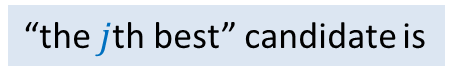 “the jth best” candidate is